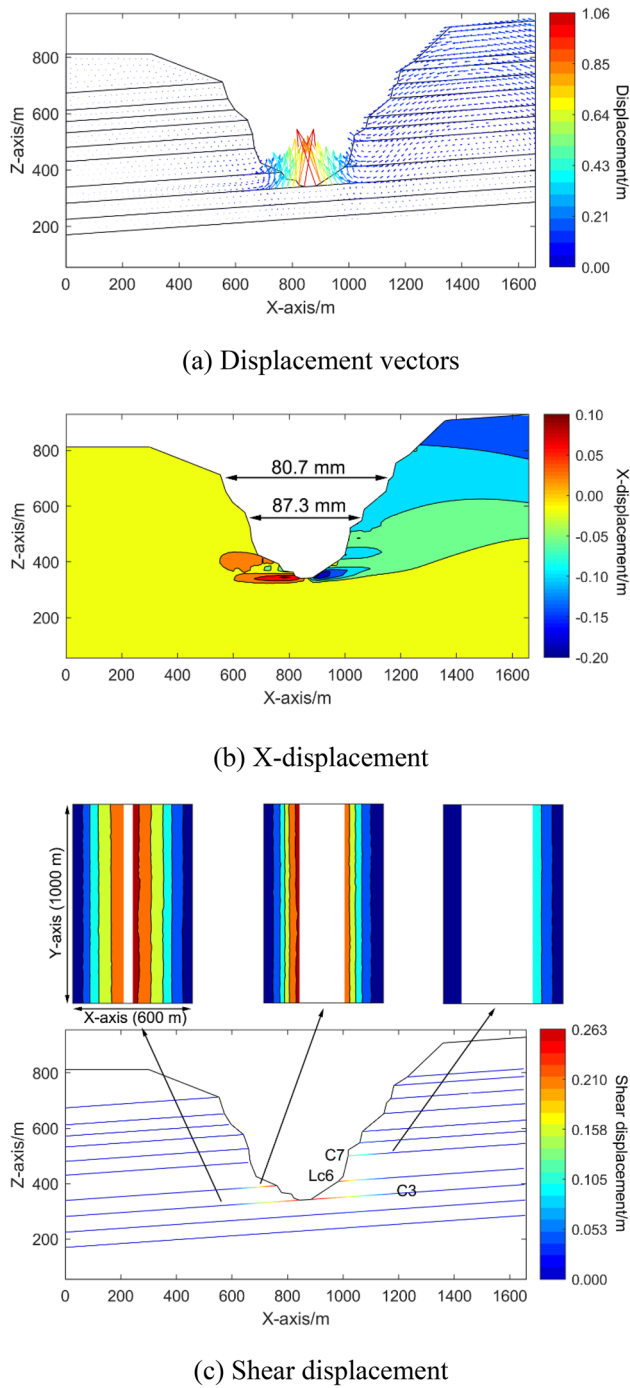 1.06
0.85
0.64
0.43
0.21
0.00
Displacement/m
800
600
400
200
Z-axis/m
0 200 400 600 800 1000 1200 1400 1600
X-axis/m
(a) Displacement vectors
80.7 mm
87.3 mm
0.10
0.05
0.00
-0.05
-0.10
-0.15
-0.20
X-displacement/m
800
600
400
200
Z-axis/m
0 200 400 600 800 1000 1200 1400 1600
X-axis/m
(b) X-displacement
Y-axis (1000 m)
X-axis (600 m)
C7
Lc6
C3
0.263
0.210
0.158
0.105
0.053
0.000
Shear displacement/m
800
600
400
200
Z-axis/m
0 200 400 600 800 1000 1200 1400 1600
X-axis/m
(c) Shear displacement